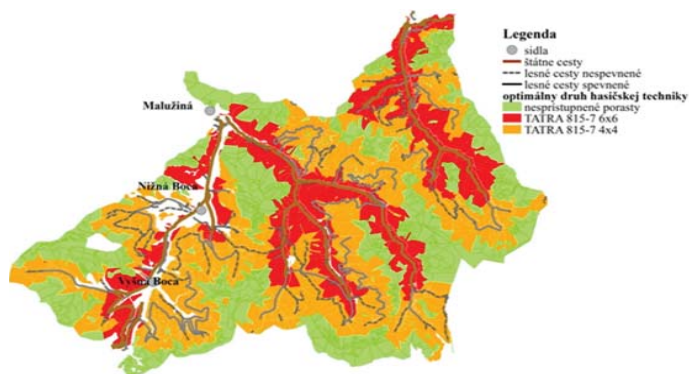 Legenda
sídla
štátne cesty
lesné cesty nespevnené
lesné cesty spevnené
optimálny druh hasičskej techniky
nesprístupnené porasty
TATRA 815-7 6x6
TATRA 815-7 4x4
Malužiná
Nižná Boca
Vyšná Boca